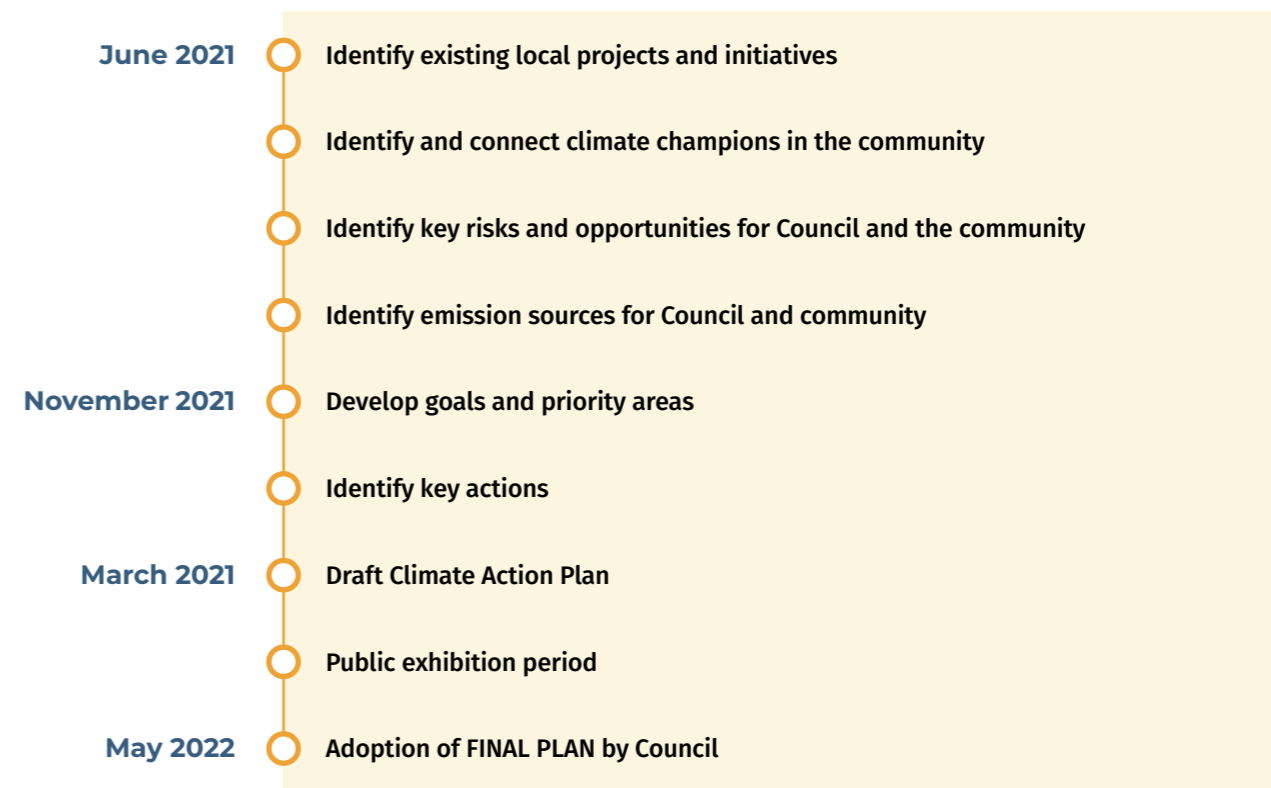 June 2021 Identify existing local projects and initiatives
Identify and connect climate champions in the community
Identify key risks and opportunities for Council and the community
Identify emission sources for Council and community
November 2021 Develop goals and priority areas
Identify key actions
March 2021 Draft Climate Action Plan
Public exhibition period
May 2022 Adoption of FINAL PLAN by Council